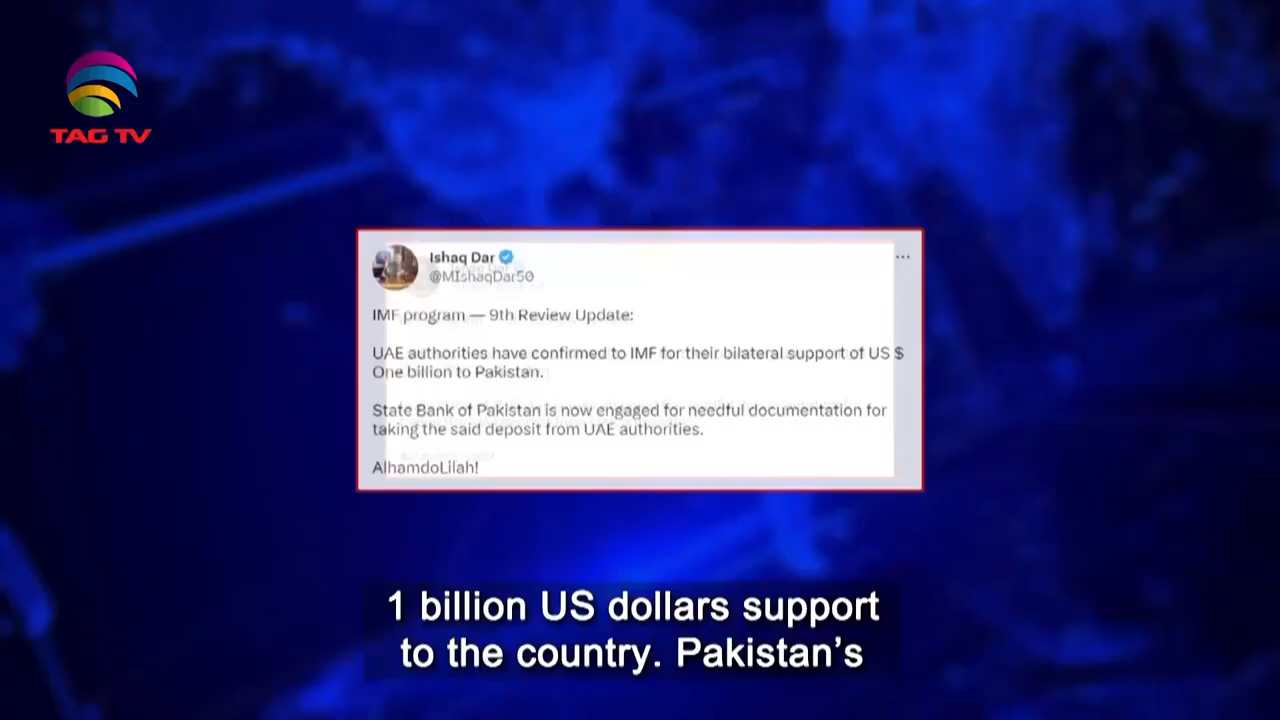 TAG TV
Ishaq Dar
@MIshaqDar50
IMF program — 9th Review Update:
UAE authorities have confirmed to IMF for their bilateral support of US $
One billion to Pakistan.
State Bank of Pakistan is now engaged for needful documentation for
taking the said deposit from UAE authorities.
AlhamdoLilah!
1 billion US dollars support
to the country. Pakistan’s